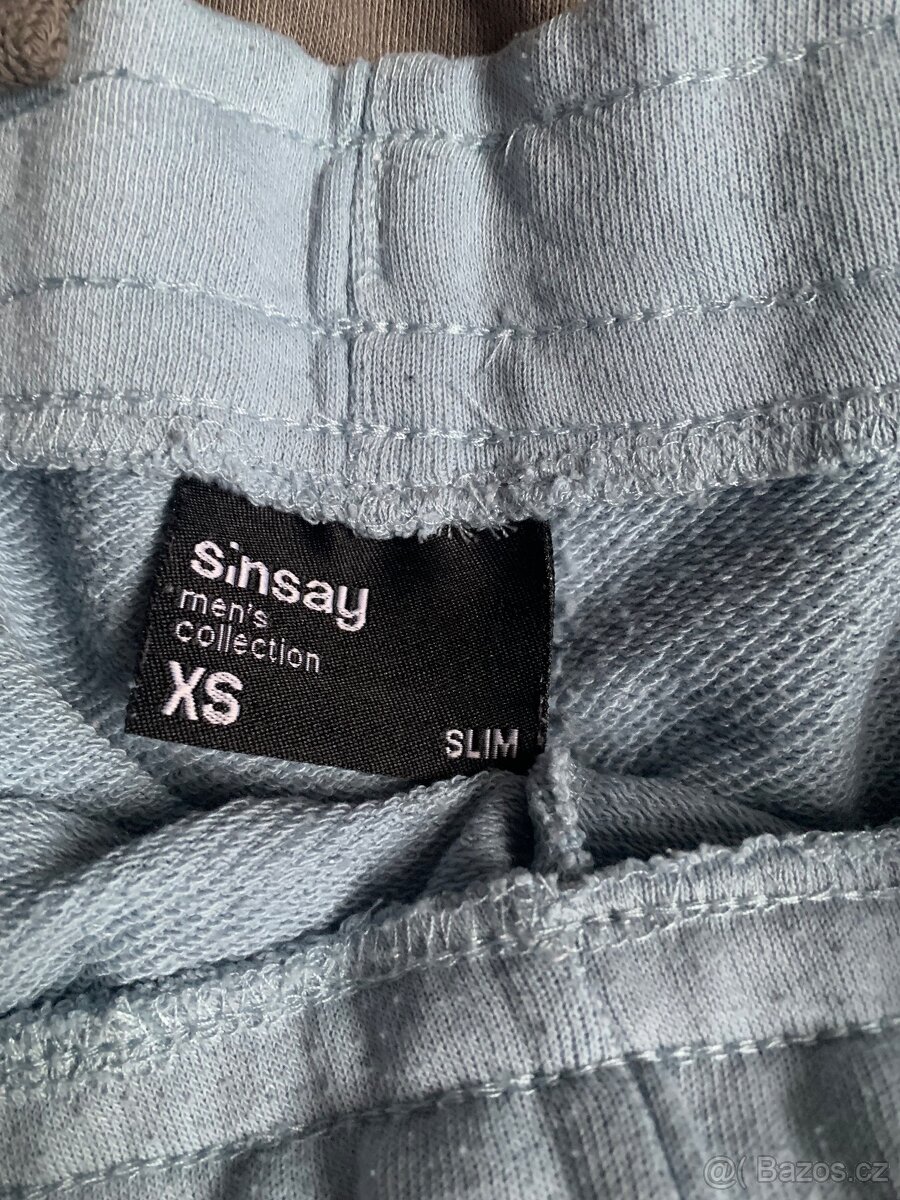 sinsay
men's
collection
XS
SLIM
@( Bazos.cz